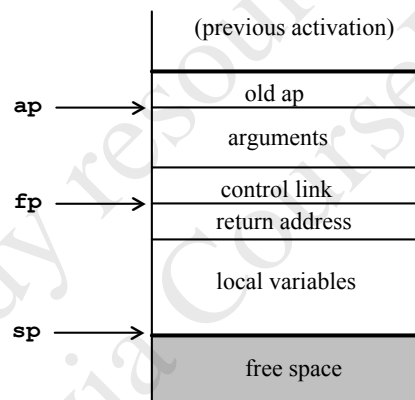 (previous activation)
old ap
ap
arguments
control link
fp
return address
local variables
sp
free space